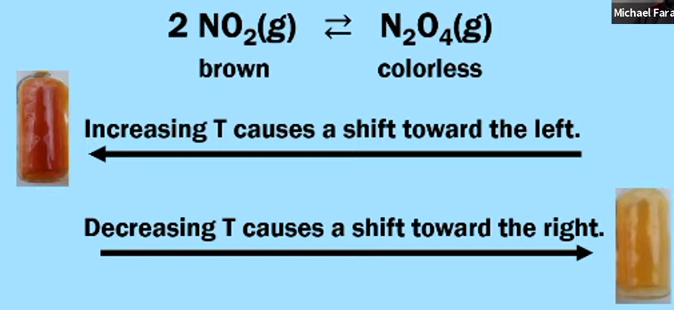 Michael Fara
2 NO₂(g) ⇄ N₂O₄(g)
brown colorless
Increasing T causes a shift toward the left.
Decreasing T causes a shift toward the right.